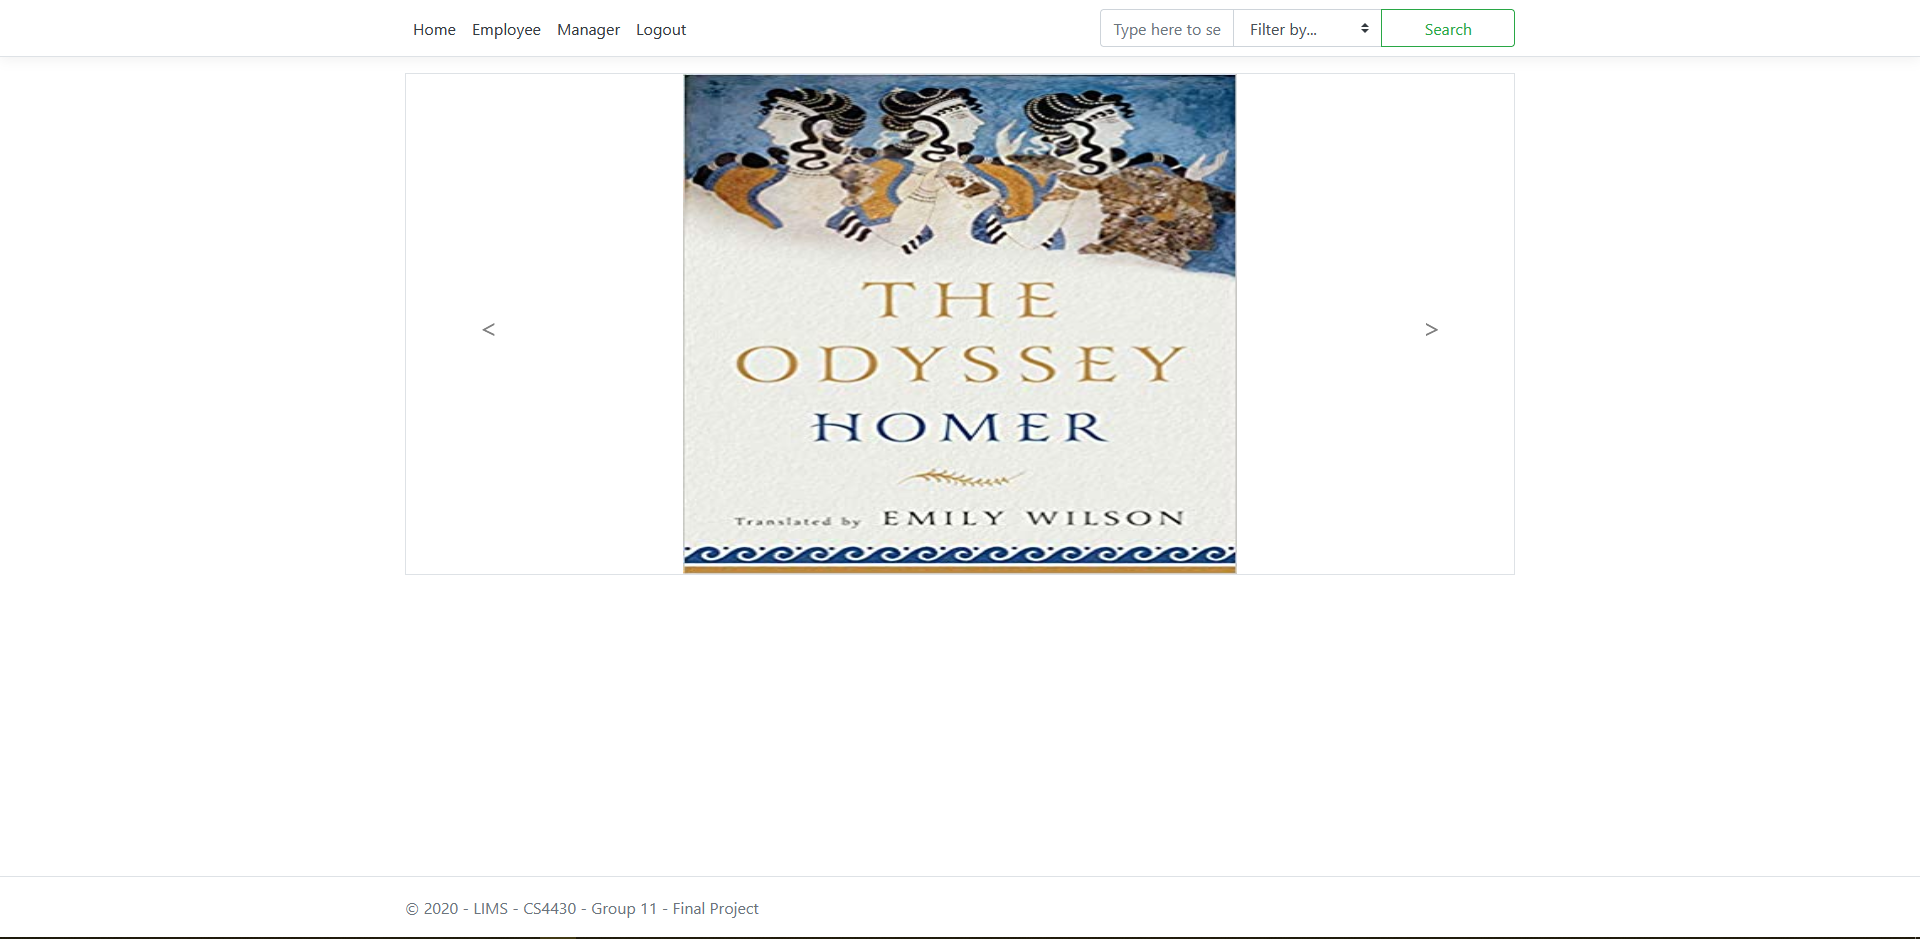 Home Employee Manager Logout Type here to se Filter by... Search
< >
THE
ODYSSEY
HOMER
Translated by EMILY WILSON
© 2020 - LIMS - CS4430 - Group 11 - Final Project